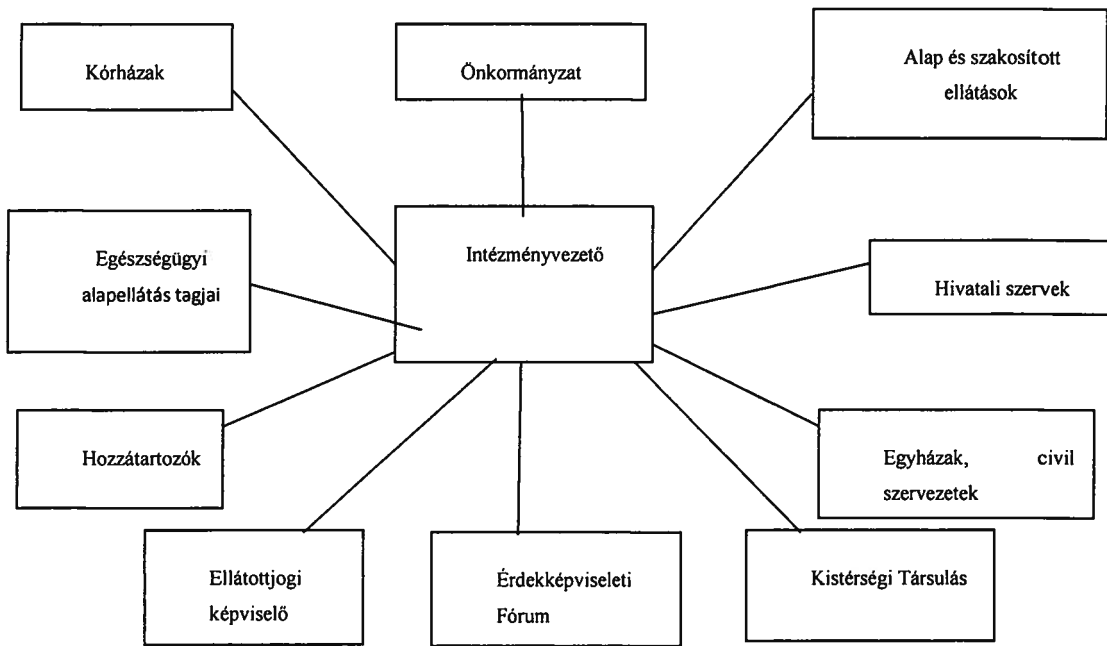 Kórházak
Önkormányzat
Alap és szakosított
ellátások
Egészségügyi
alapellátás tagjai
Intézményvezető
Hivatali szervek
Hozzátartozók
Egyházak, civil
szervezetek
Ellátottjogi
képviselő
Érdekképviseleti
Fórum
Kistérségi Társulás